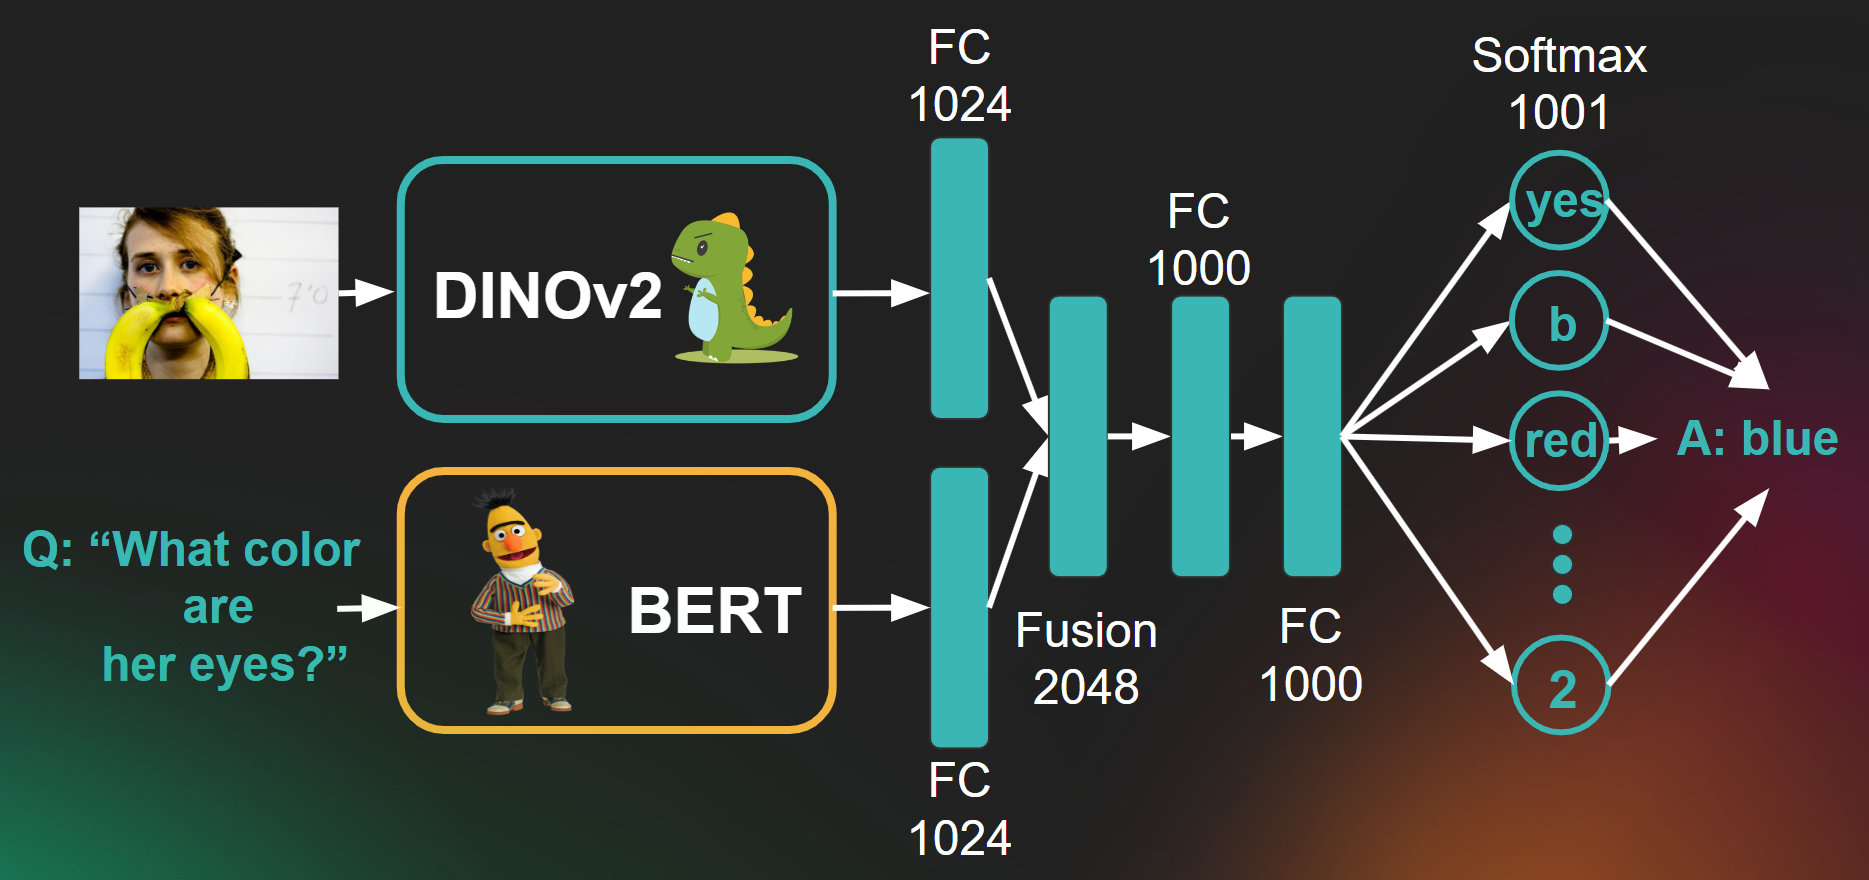 FC
1024
Softmax
1001
yes
FC
1000
DINOv2
b
red
A: blue
Q: “What color
are
her eyes?”
BERT
Fusion
2048
FC
1000
2
FC
1024